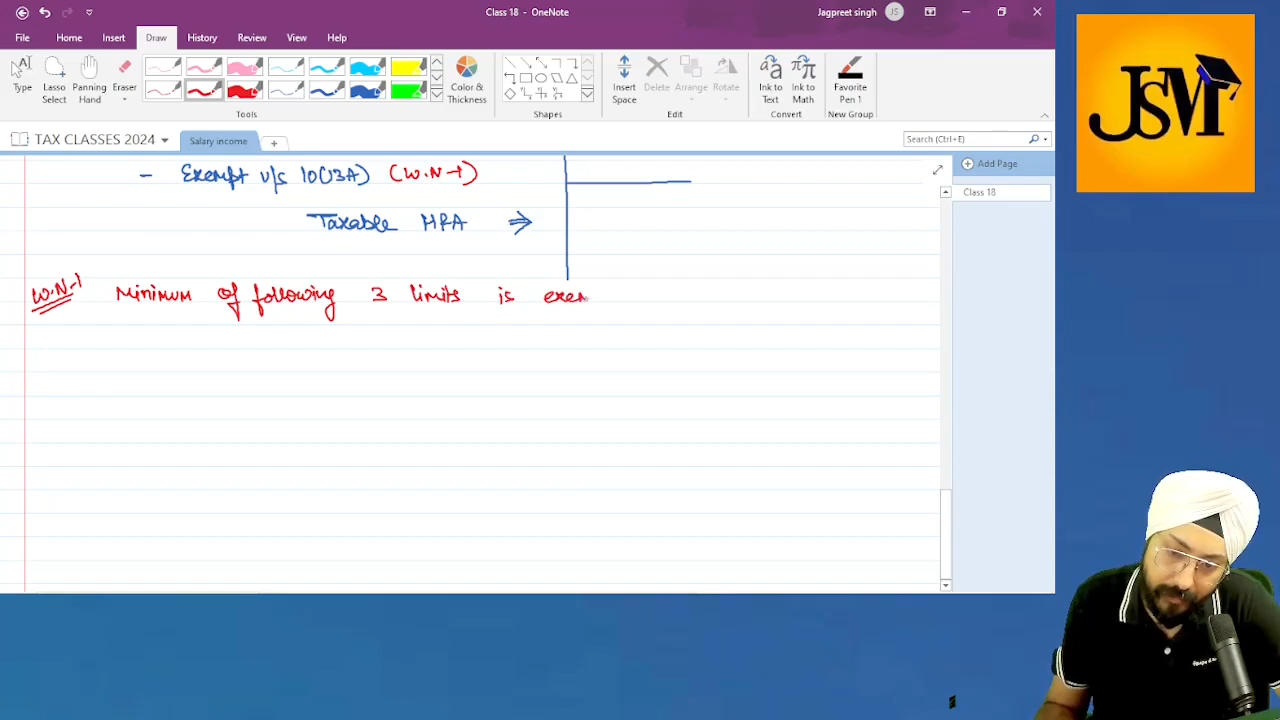 Class 18 - OneNote
Jagpreet singh JS
File Home Insert Draw History Review View Help
Type
Lasso Select
Panning Hand
Eraser
Color & Thickness
Insert Space
Delete
Arrange
Rotate
Ink to Text
Ink to Math
Favorite Pen 1
Tools Shapes Edit Convert New Group
TAX CLASSES 2024 Salary income +
Search (Ctrl+E)
Add Page
Class 18
- Exempt u/s 10(13A) (W.N-1)
Taxable HRA ⇒
W.N-1 Minimum of following 3 limits is exem
JSM